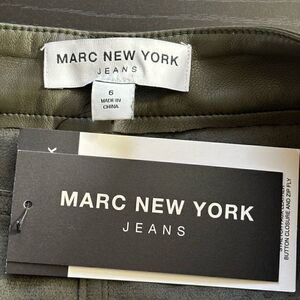 MARC NEW YORK
JEANS
6
MADE IN
CHINA
K
MARC NEW YORK
JEANS
BUTTON CLOSURE AND ZIP FLY